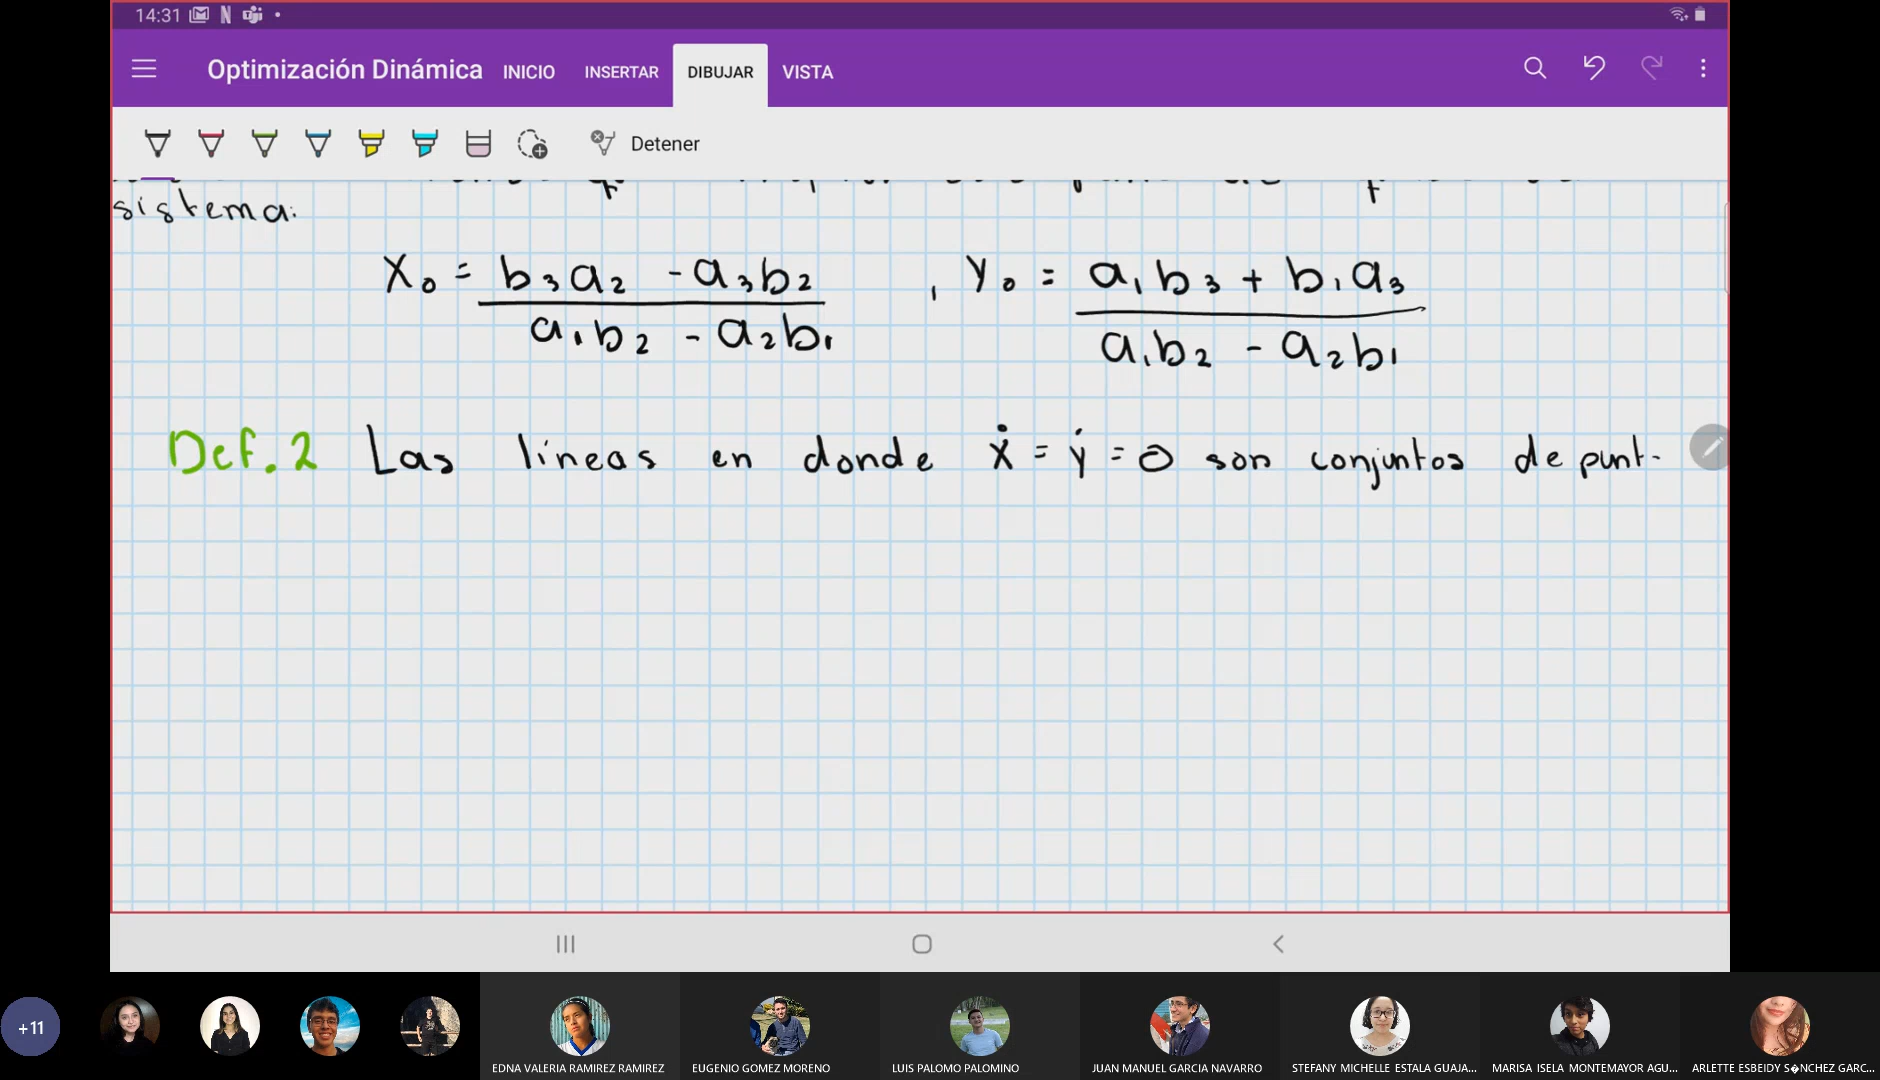 14:31
Optimización Dinámica INICIO INSERTAR DIBUJAR VISTA
Detener
sistema:
X₀ = b₃a₂ - a₃b₂ / a₁b₂ - a₂b₁ , Y₀ = a₁b₃ + b₁a₃ / a₁b₂ - a₂b₁
Def. 2 Las líneas en donde ẋ = ẏ = 0 son conjuntos de punt-
+11
EDNA VALERIA RAMIREZ RAMIREZ
EUGENIO GOMEZ MORENO
LUIS PALOMO PALOMINO
JUAN MANUEL GARCIA NAVARRO
STEFANY MICHELLE ESTALA GUAJA...
MARISA ISELA MONTEMAYOR AGU...
ARLETTE ESBEIDY S�NCHEZ GARC...